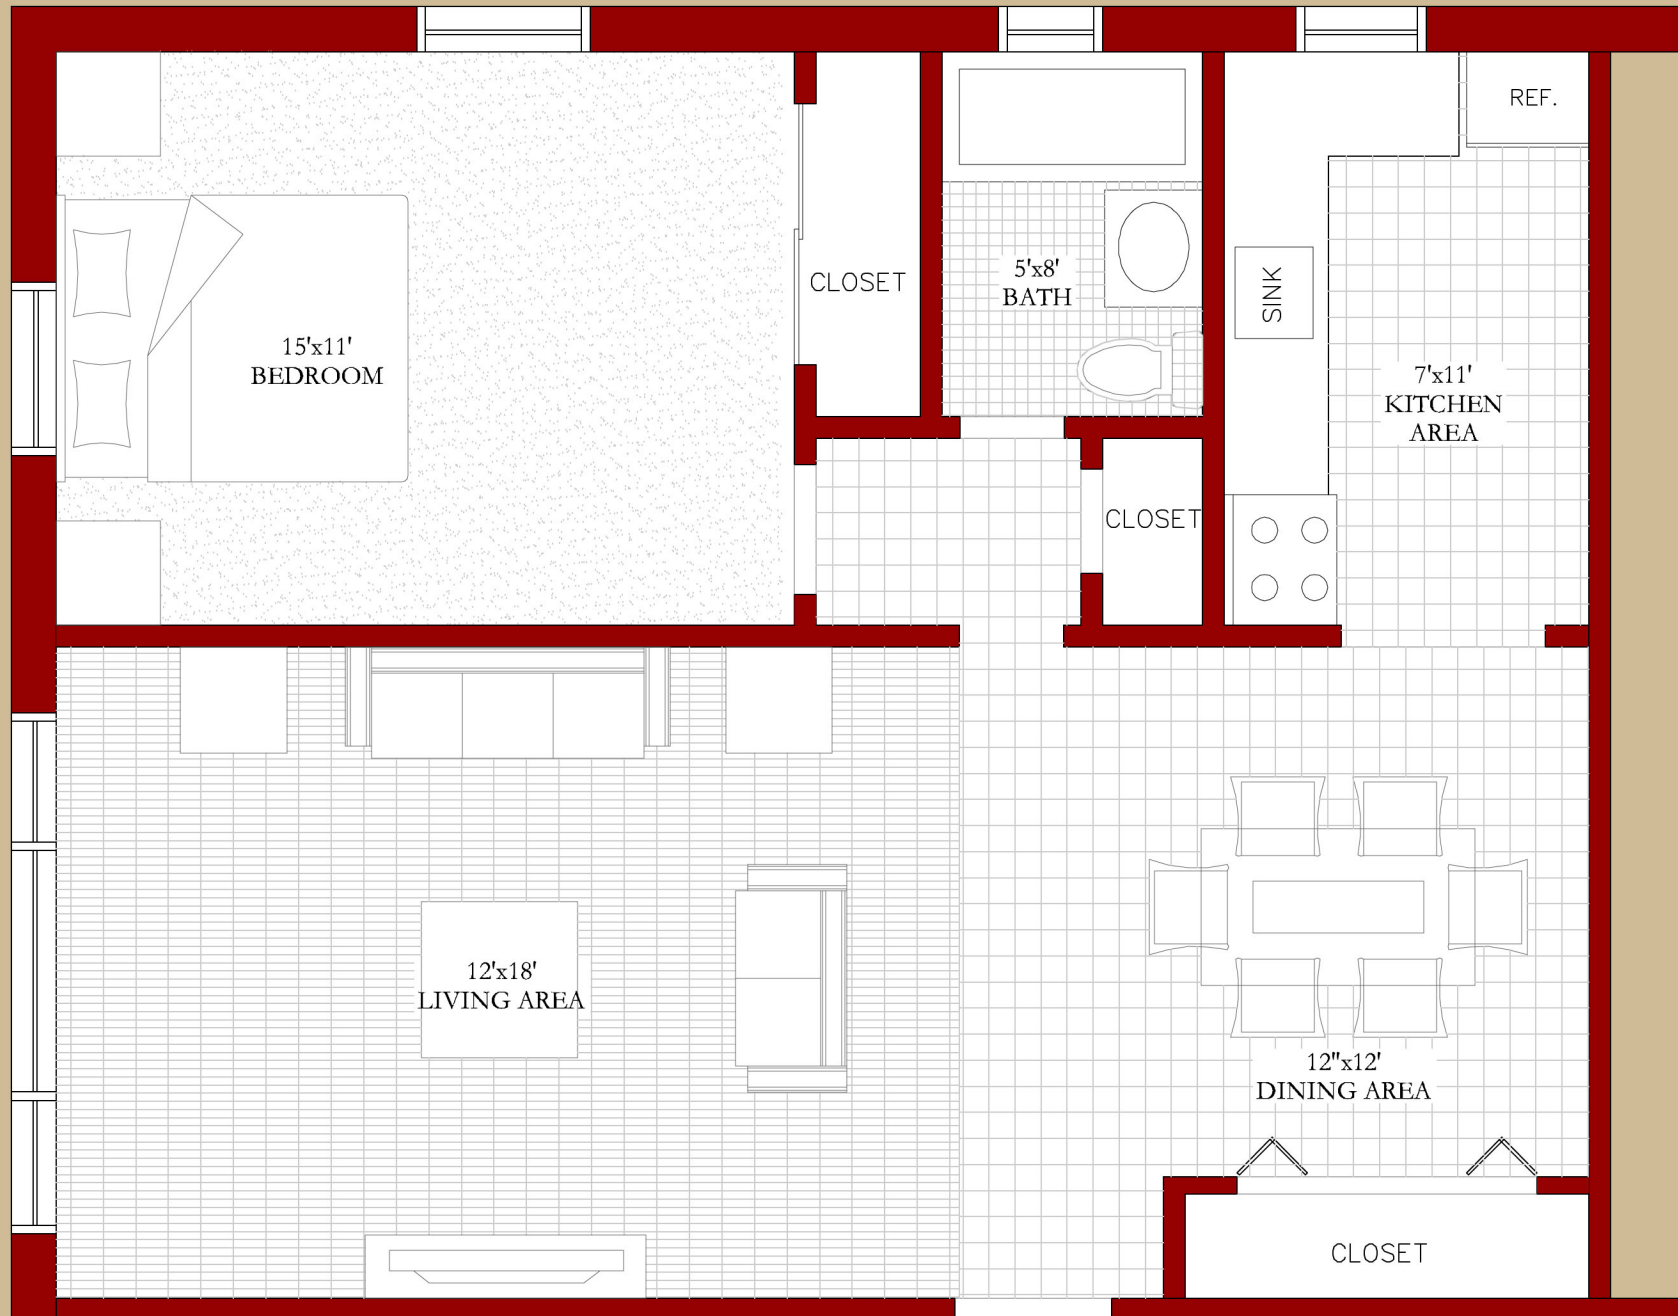 REF.
CLOSET
5'x8'
BATH
SINK
15'x11'
BEDROOM
7'x11'
KITCHEN
AREA
CLOSET
12'x18'
LIVING AREA
12"x12'
DINING AREA
CLOSET